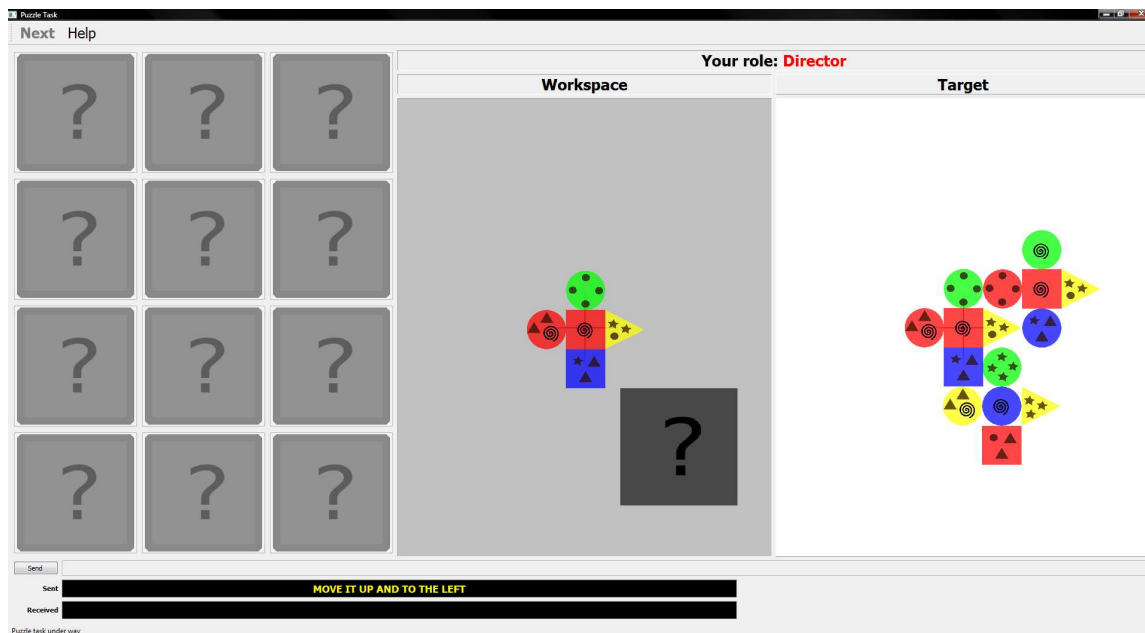 Puzzle Task
Next Help
Your role: Director
Workspace
Target
? ? ?
? ? ?
? ? ?
? ? ?
?
Send
Sent
MOVE IT UP AND TO THE LEFT
Received
Puzzle task under way